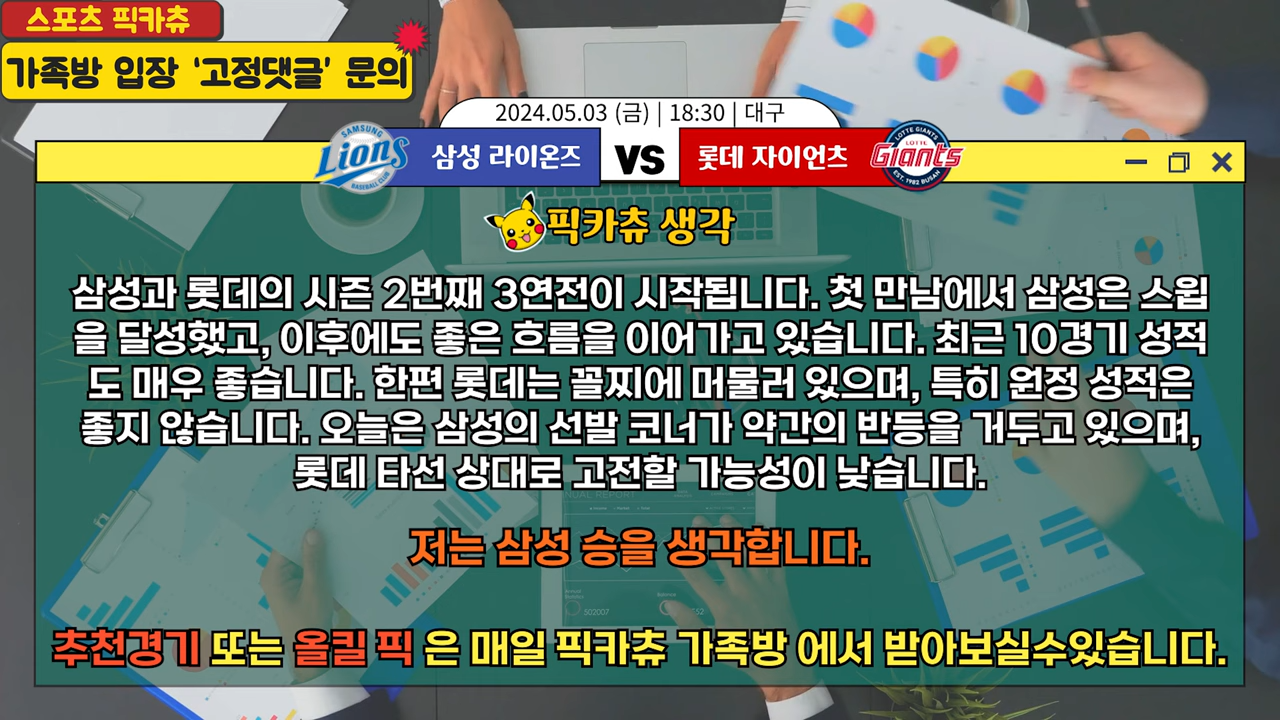 스포츠 픽카츄
가족방 입장 '고정댓글' 문의
2024.05.03 (금) | 18:30 | 대구
SAMSUNG
Lions
BASEBALL CLUB
삼성 라이온즈
VS
롯데 자이언츠
LOTTE GIANTS
LOTTE
Giants
EST. 1982 BUSAN
픽카츄 생각
삼성과 롯데의 시즌 2번째 3연전이 시작됩니다. 첫 만남에서 삼성은 스윕
을 달성했고, 이후에도 좋은 흐름을 이어가고 있습니다. 최근 10경기 성적
도 매우 좋습니다. 한편 롯데는 꼴찌에 머물러 있으며, 특히 원정 성적은
좋지 않습니다. 오늘은 삼성의 선발 코너가 약간의 반등을 거두고 있으며,
롯데 타선 상대로 고전할 가능성이 낮습니다.
저는 삼성 승을 생각합니다.
추천경기 또는 올킬 픽 은 매일 픽카츄 가족방 에서 받아보실수있습니다.